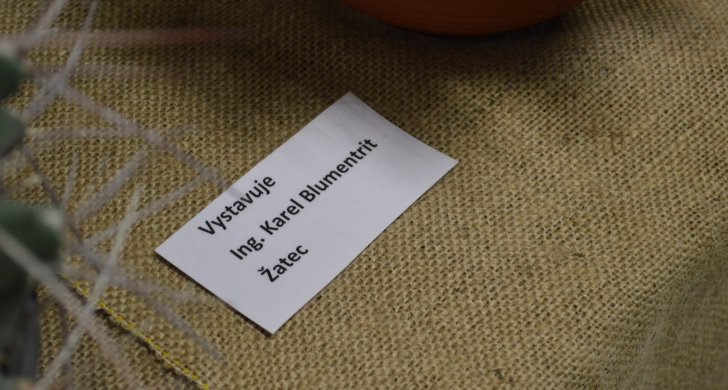 Vystavuje
Ing. Karel Blumentrit
Žatec